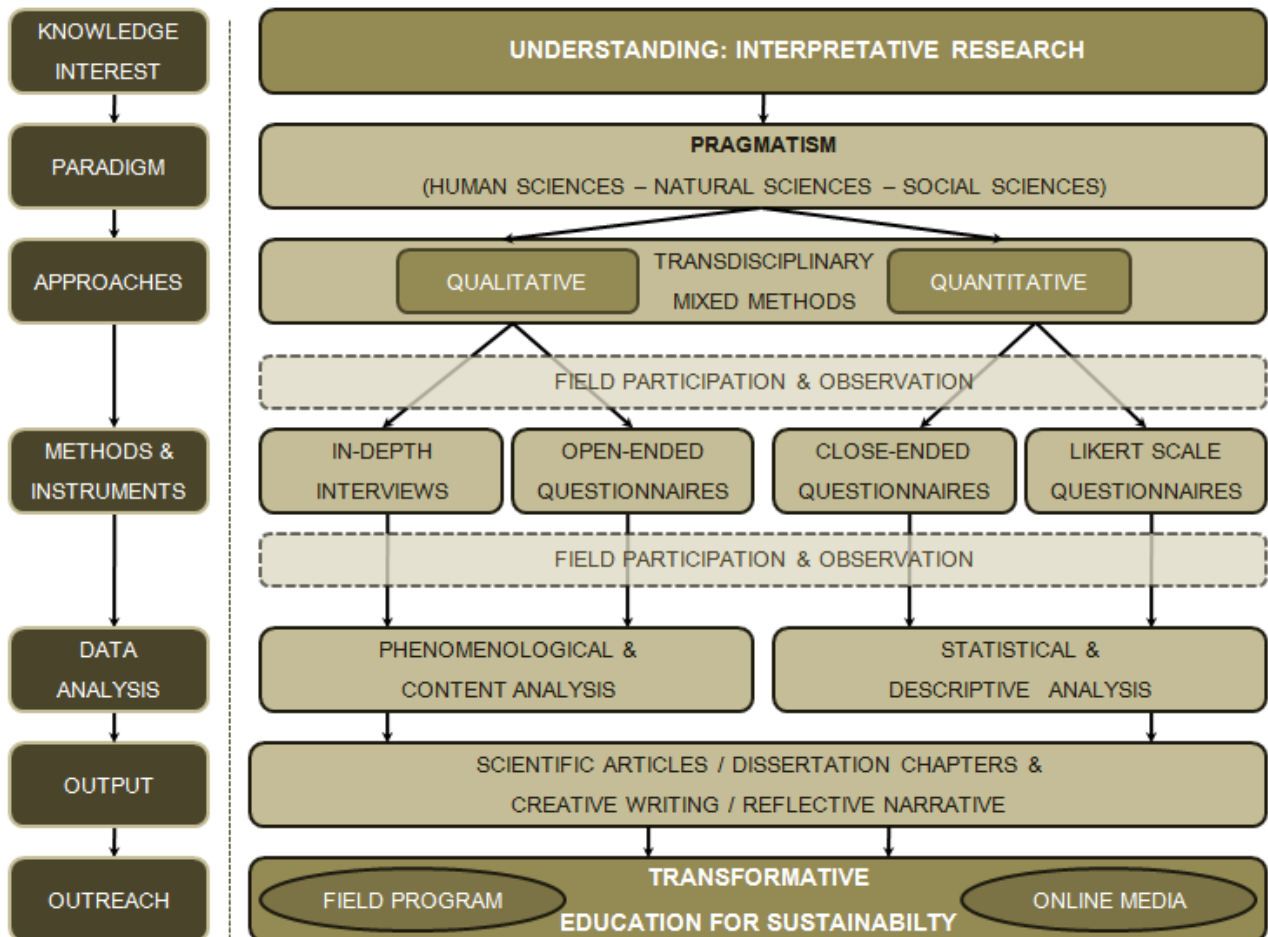 KNOWLEDGE
INTEREST
UNDERSTANDING: INTERPRETATIVE RESEARCH
PARADIGM
PRAGMATISM
(HUMAN SCIENCES – NATURAL SCIENCES – SOCIAL SCIENCES)
APPROACHES
QUALITATIVE
TRANSDISCIPLINARY
MIXED METHODS
QUANTITATIVE
FIELD PARTICIPATION & OBSERVATION
METHODS &
INSTRUMENTS
IN-DEPTH
INTERVIEWS
OPEN-ENDED
QUESTIONNAIRES
CLOSE-ENDED
QUESTIONNAIRES
LIKERT SCALE
QUESTIONNAIRES
FIELD PARTICIPATION & OBSERVATION
DATA
ANALYSIS
PHENOMENOLOGICAL &
CONTENT ANALYSIS
STATISTICAL &
DESCRIPTIVE ANALYSIS
OUTPUT
SCIENTIFIC ARTICLES / DISSERTATION CHAPTERS &
CREATIVE WRITING / REFLECTIVE NARRATIVE
OUTREACH
FIELD PROGRAM
TRANSFORMATIVE
EDUCATION FOR SUSTAINABILTY
ONLINE MEDIA